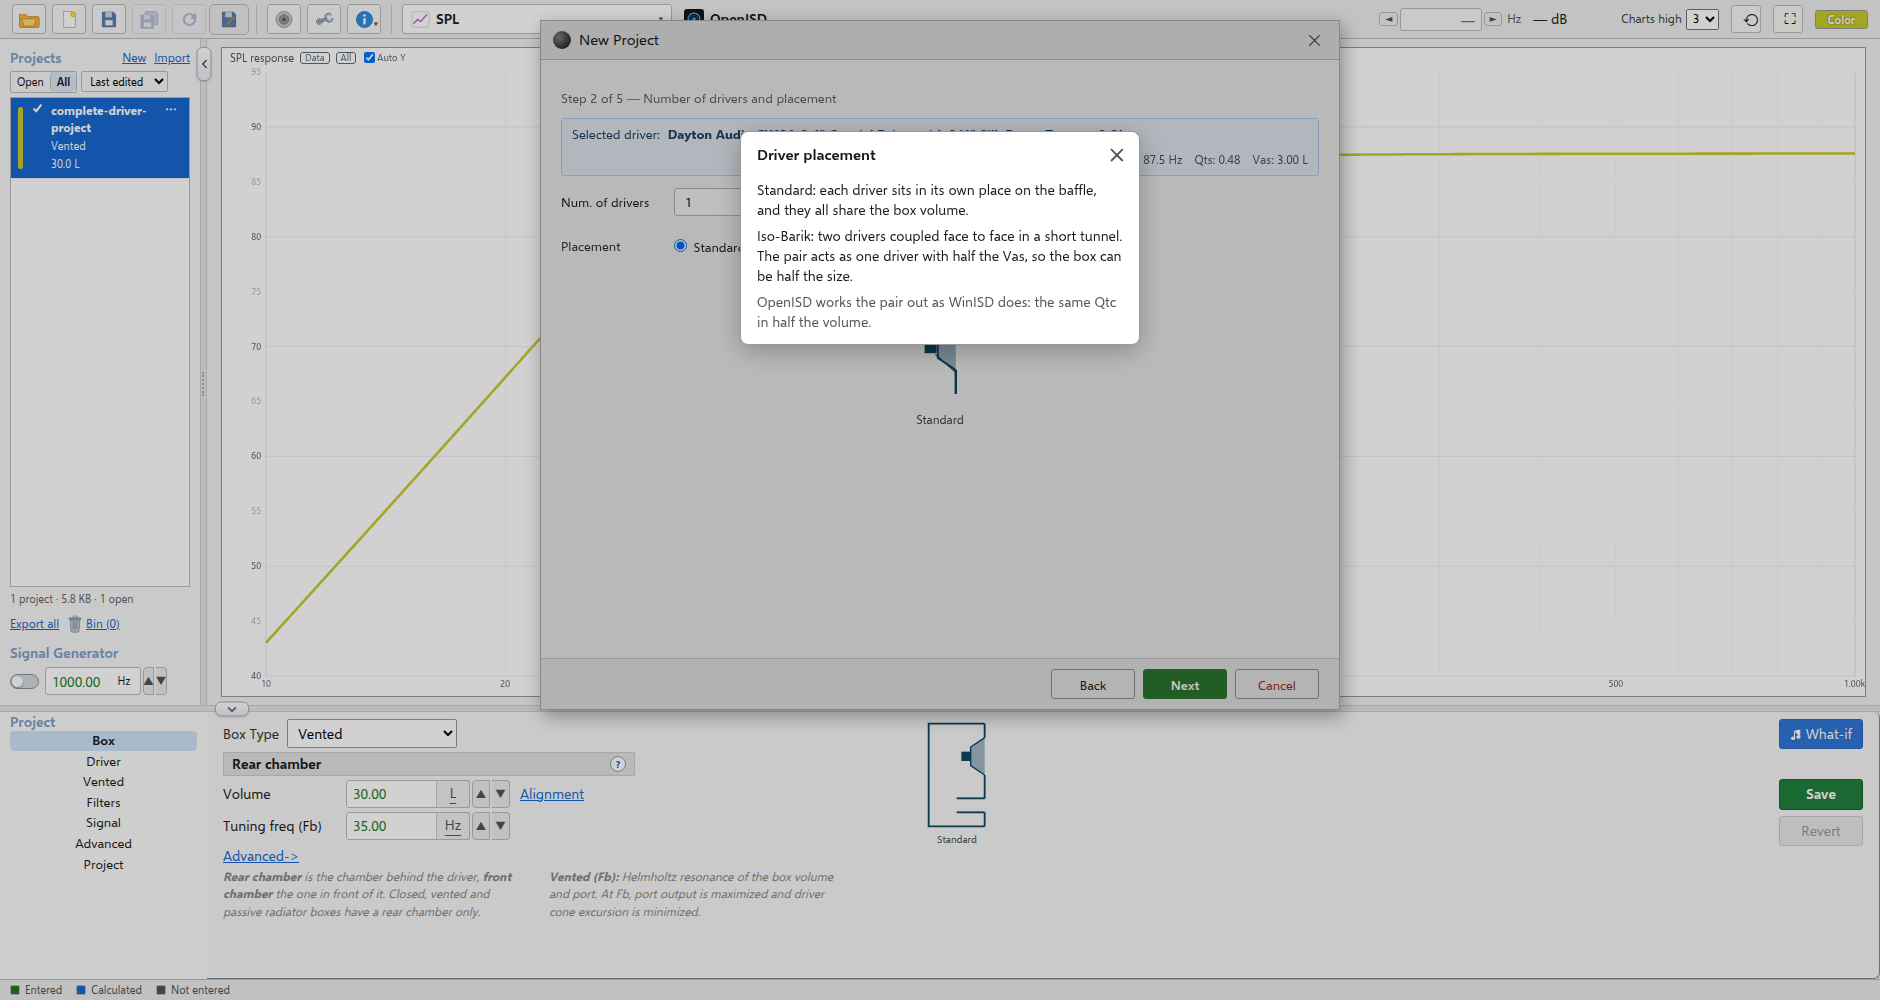 SPL
Hz
— dB
Charts high
3
Color
Projects
New
Import
Open
All
Last edited
complete-driver-project
Vented
30.0 L
1 project · 5.8 KB · 1 open
Export all
Bin (0)
Signal Generator
1000.00 Hz
SPL response
Data
All
Auto Y
95
90
85
80
75
70
65
60
55
50
45
40
10
20
500
1.00k
New Project
Step 2 of 5 — Number of drivers and placement
Selected driver: Dayton
87.5 Hz Qts: 0.48 Vas: 3.00 L
Num. of drivers
1
Placement
Standard
Driver placement
Standard: each driver sits in its own place on the baffle,
and they all share the box volume.
Iso-Barik: two drivers coupled face to face in a short tunnel.
The pair acts as one driver with half the Vas, so the box can
be half the size.
OpenISD works the pair out as WinISD does: the same Qtc
in half the volume.
Standard
Back
Next
Cancel
Project
Box
Driver
Vented
Filters
Signal
Advanced
Project
Box Type
Vented
Rear chamber
?
Volume
30.00
L
Alignment
Tuning freq (Fb)
35.00
Hz
Advanced->
Rear chamber is the chamber behind the driver, front
chamber the one in front of it. Closed, vented and
passive radiator boxes have a rear chamber only.
Vented (Fb): Helmholtz resonance of the box volume
and port. At Fb, port output is maximized and driver
cone excursion is minimized.
Standard
What-if
Save
Revert
Entered
Calculated
Not entered